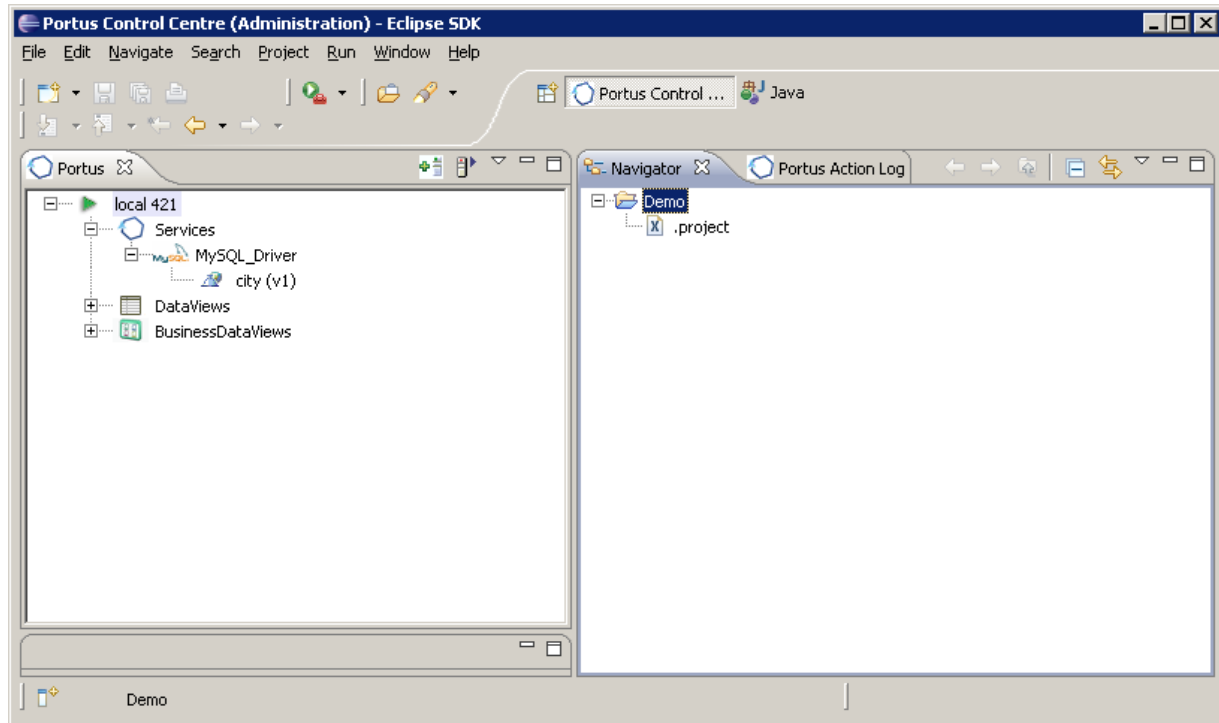 Portus Control Centre (Administration) - Eclipse SDK
File Edit Navigate Search Project Run Window Help
Portus Control ... Java
Portus
Navigator Portus Action Log
local 421
Services
MySQL MySQL_Driver
city (v1)
DataViews
BusinessDataViews
Demo
X .project
Demo